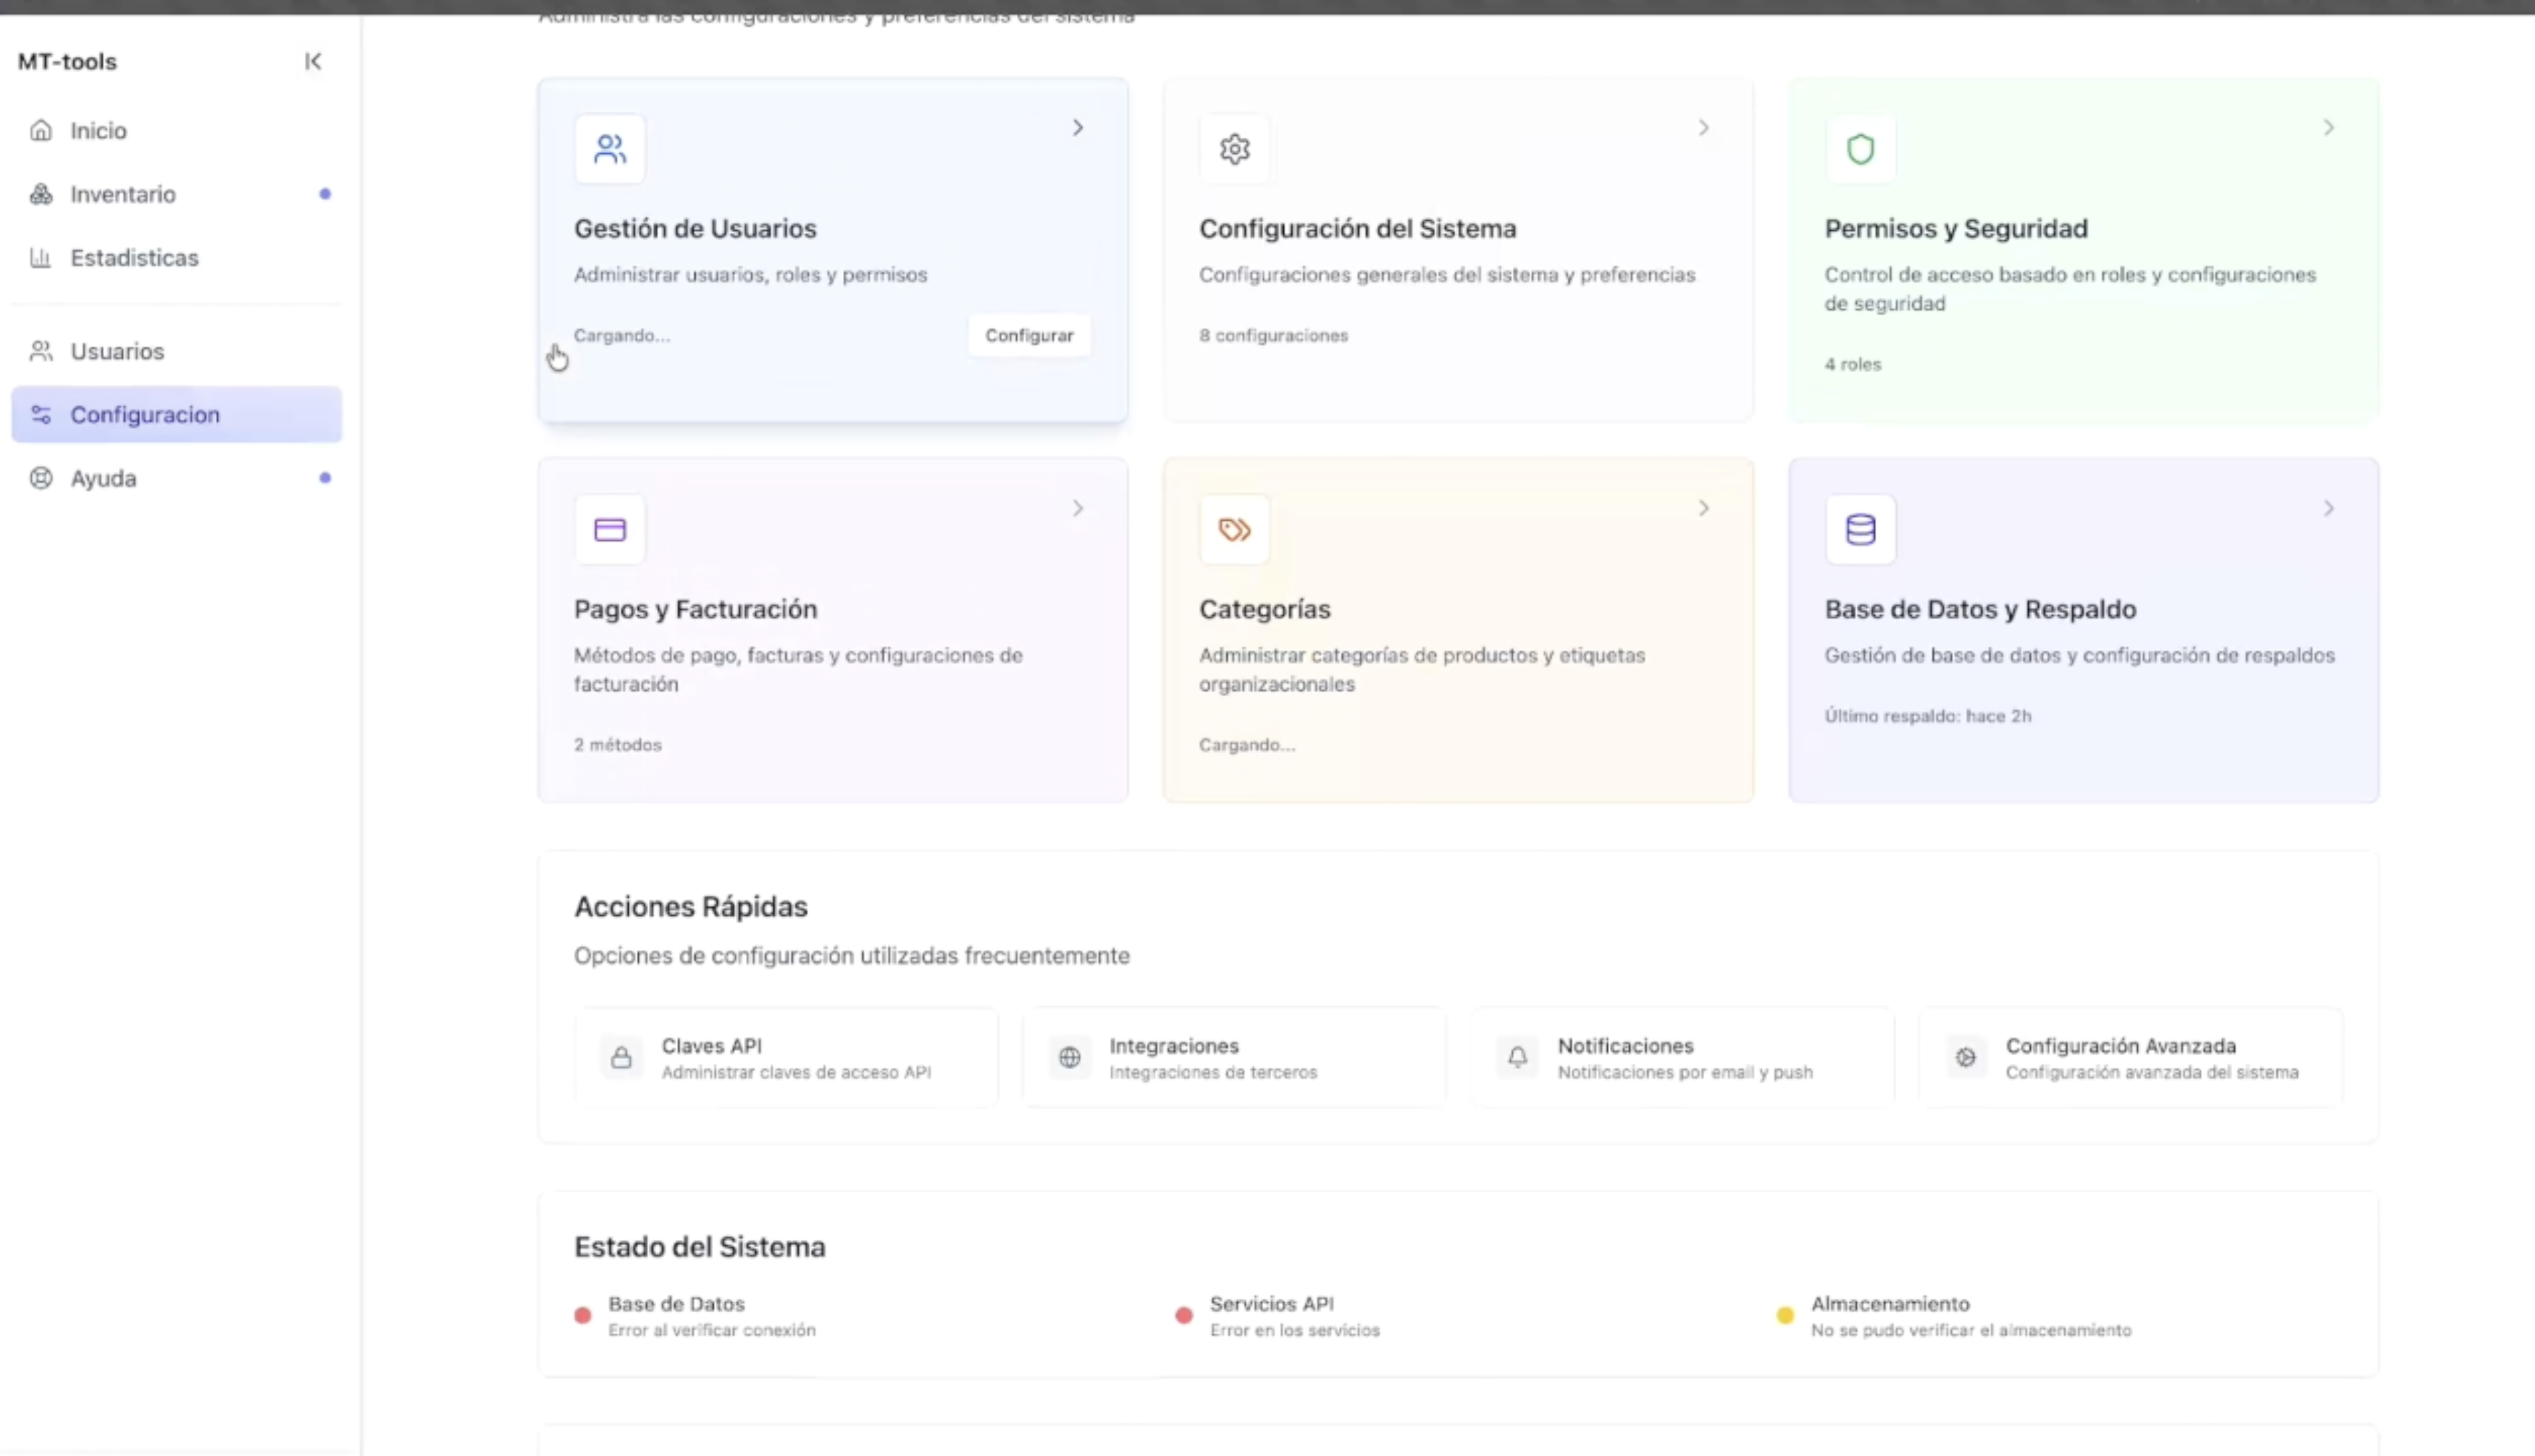 Administra las configuraciones y preferencias del sistema
MT-tools
Inicio
Inventario
Estadisticas
Usuarios
Configuracion
Ayuda
Gestión de Usuarios
Administrar usuarios, roles y permisos
Cargando...
Configurar
Configuración del Sistema
Configuraciones generales del sistema y preferencias
8 configuraciones
Permisos y Seguridad
Control de acceso basado en roles y configuraciones
de seguridad
4 roles
Pagos y Facturación
Métodos de pago, facturas y configuraciones de
facturación
2 métodos
Categorías
Administrar categorías de productos y etiquetas
organizacionales
Cargando...
Base de Datos y Respaldo
Gestión de base de datos y configuración de respaldos
Último respaldo: hace 2h
Acciones Rápidas
Opciones de configuración utilizadas frecuentemente
Claves API
Administrar claves de acceso API
Integraciones
Integraciones de terceros
Notificaciones
Notificaciones por email y push
Configuración Avanzada
Configuración avanzada del sistema
Estado del Sistema
Base de Datos
Error al verificar conexión
Servicios API
Error en los servicios
Almacenamiento
No se pudo verificar el almacenamiento